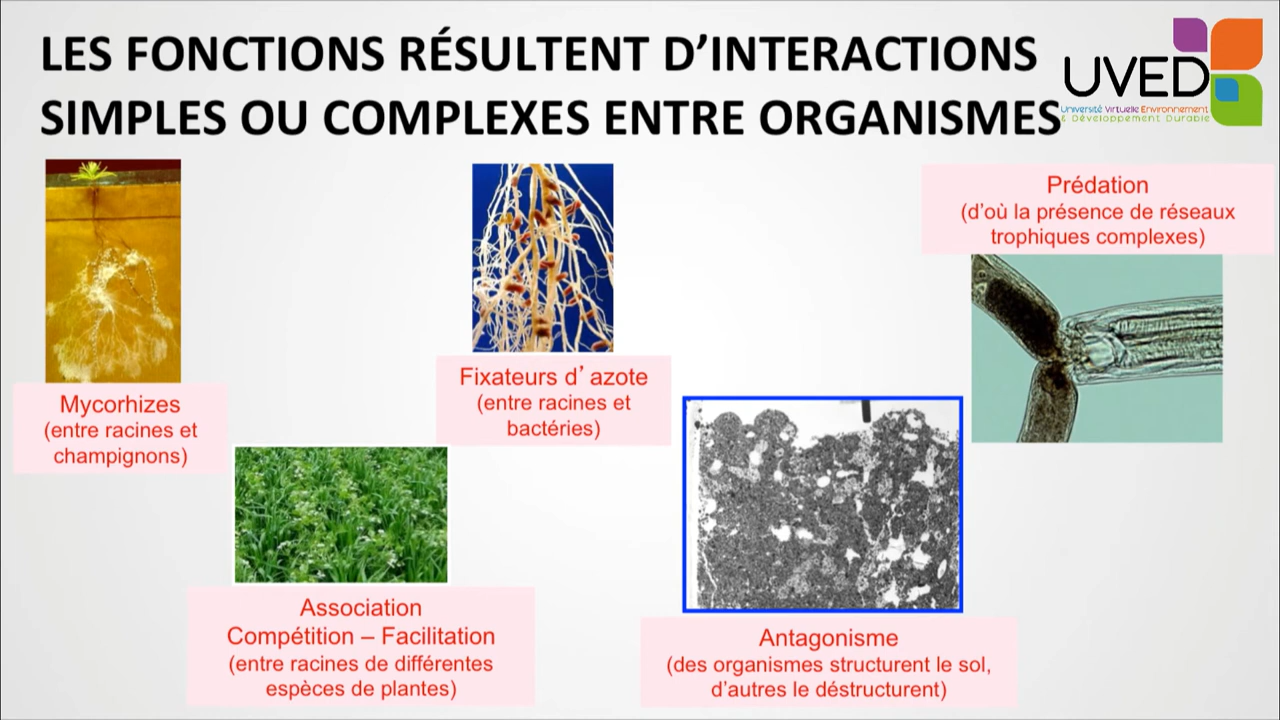 LES FONCTIONS RÉSULTENT D’INTERACTIONS
SIMPLES OU COMPLEXES ENTRE ORGANISMES
UVED
Université Virtuelle Environnement
& Développement Durable
Mycorhizes
(entre racines et
champignons)
Association
Compétition – Facilitation
(entre racines de différentes
espèces de plantes)
Fixateurs d’ azote
(entre racines et
bactéries)
Antagonisme
(des organismes structurent le sol,
d’autres le déstructurent)
Prédation
(d’où la présence de réseaux
trophiques complexes)